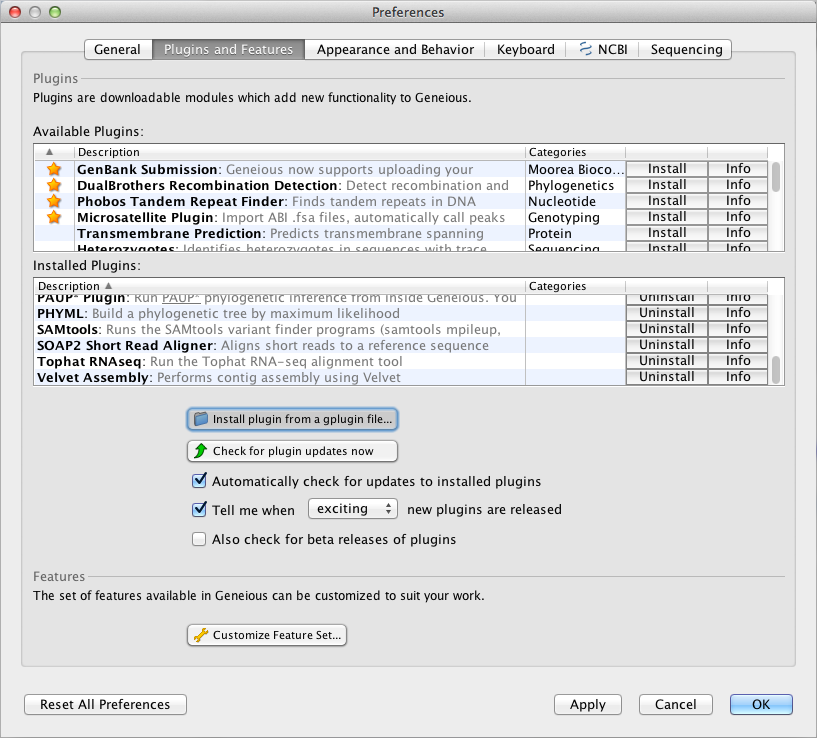 Preferences
General Plugins and Features Appearance and Behavior Keyboard NCBI Sequencing
Plugins
Plugins are downloadable modules which add new functionality to Geneious.
Available Plugins:
Description Categories
GenBank Submission: Geneious now supports uploading your Moorea Bioco... Install Info
DualBrothers Recombination Detection: Detect recombination and Phylogenetics Install Info
Phobos Tandem Repeat Finder: Finds tandem repeats in DNA Nucleotide Install Info
Microsatellite Plugin: Import ABI .fsa files, automatically call peaks Genotyping Install Info
Transmembrane Prediction: Predicts transmembrane spanning Protein Install Info
Heterozygotes: Identifies heterozygotes in sequences with trace Sequencing Install Info
Installed Plugins:
Description Categories
PAUP* Plugin: Run PAUP* phylogenetic inference from inside Geneious. You Uninstall Info
PHYML: Build a phylogenetic tree by maximum likelihood Uninstall Info
SAMtools: Runs the SAMtools variant finder programs (samtools mpileup, Uninstall Info
SOAP2 Short Read Aligner: Aligns short reads to a reference sequence Uninstall Info
Tophat RNAseq: Run the Tophat RNA-seq alignment tool Uninstall Info
Velvet Assembly: Performs contig assembly using Velvet Uninstall Info
Install plugin from a gplugin file...
Check for plugin updates now
Automatically check for updates to installed plugins
Tell me when exciting new plugins are released
Also check for beta releases of plugins
Features
The set of features available in Geneious can be customized to suit your work.
Customize Feature Set...
Reset All Preferences Apply Cancel OK